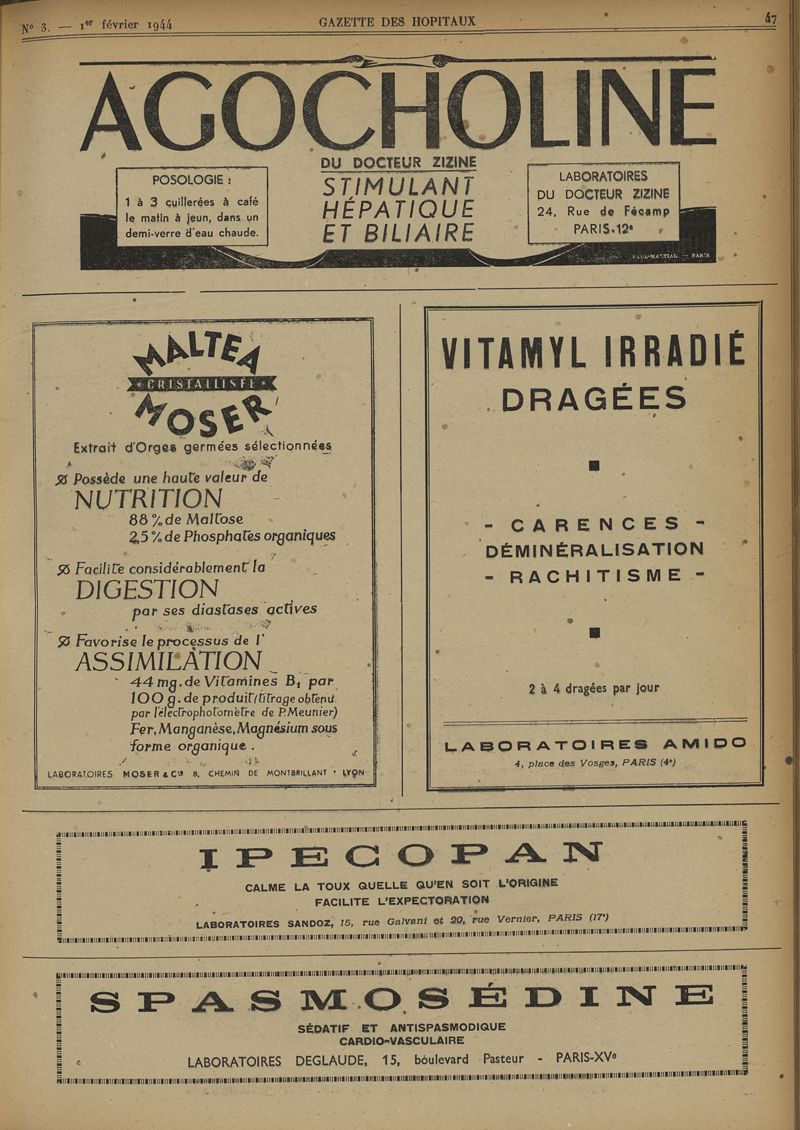 N° 3. — 1er février 1944
GAZETTE DES HOPITAUX
47
AGOCHOLINE
DU DOCTEUR ZIZINE
STIMULANT
HÉPATIQUE
ET BILIAIRE
POSOLOGIE :
1 à 3 cuillerées à café
le matin à jeun, dans un
demi-verre d'eau chaude.
LABORATOIRES
DU DOCTEUR ZIZINE
24, Rue de Fécamp
PARIS-12e
PAUL-MARTIAL — PARIS
MALTEA
CRISTALLISÉE
MOSER
Extrait d'Orges germées sélectionnées
Possède une haute valeur de
NUTRITION
88 % de Maltose
2,5 % de Phosphates organiques
Facilite considérablement la
DIGESTION
par ses diastases actives
Favorise le processus de l'
ASSIMILATION
44 mg. de Vitamines B1 par
100 g. de produit (titrage obtenu
par l'électrophotomètre de P. Meunier)
Fer, Manganèse, Magnésium sous
forme organique.
LABORATOIRES MOSER & Cie 8, CHEMIN DE MONTBRILLANT · LYON
VITAMYL IRRADIÉ
DRAGÉES
- CARENCES -
DÉMINÉRALISATION
- RACHITISME -
2 à 4 dragées par jour
LABORATOIRES AMIDO
4, place des Vosges, PARIS (4e)
IPECOPAN
CALME LA TOUX QUELLE QU'EN SOIT L'ORIGINE
FACILITE L'EXPECTORATION
LABORATOIRES SANDOZ, 15, rue Galvani et 20, rue Vernier, PARIS (17e)
SPASMOSÉDINE
SÉDATIF ET ANTISPASMODIQUE
CARDIO-VASCULAIRE
LABORATOIRES DEGLAUDE, 15, boulevard Pasteur - PARIS-XVe